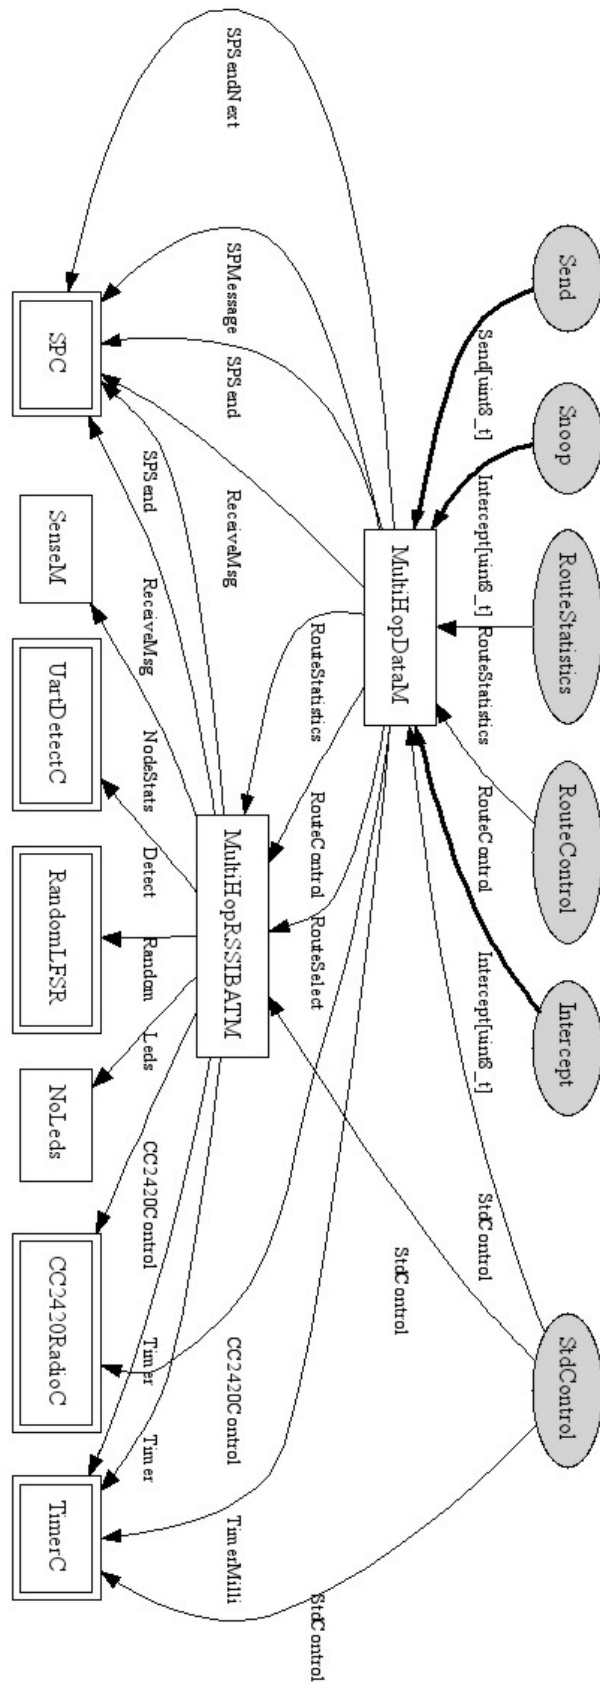 Send
Snoop
RouteStatistics
RouteControl
Intercept
StdControl
Send[uint8_t]
Intercept[uint8_t]
RouteStatistics
RouteControl
Intercept[uint8_t]
StdControl
MultiHopDataM
StdControl
SPSendNext
SPMessage
SPSend
ReceiveMsg
RouteStatistics
RouteControl
RouteSelect
CC2420Control
TimerMilli
StdControl
MultiHopRSSIBATM
SPSend
ReceiveMsg
NodeStats
Detect
Random
Leds
CC2420Control
Timer
Timer
SPC
SenseM
UartDetectC
RandomLFSR
NoLeds
CC2420RadioC
TimerC